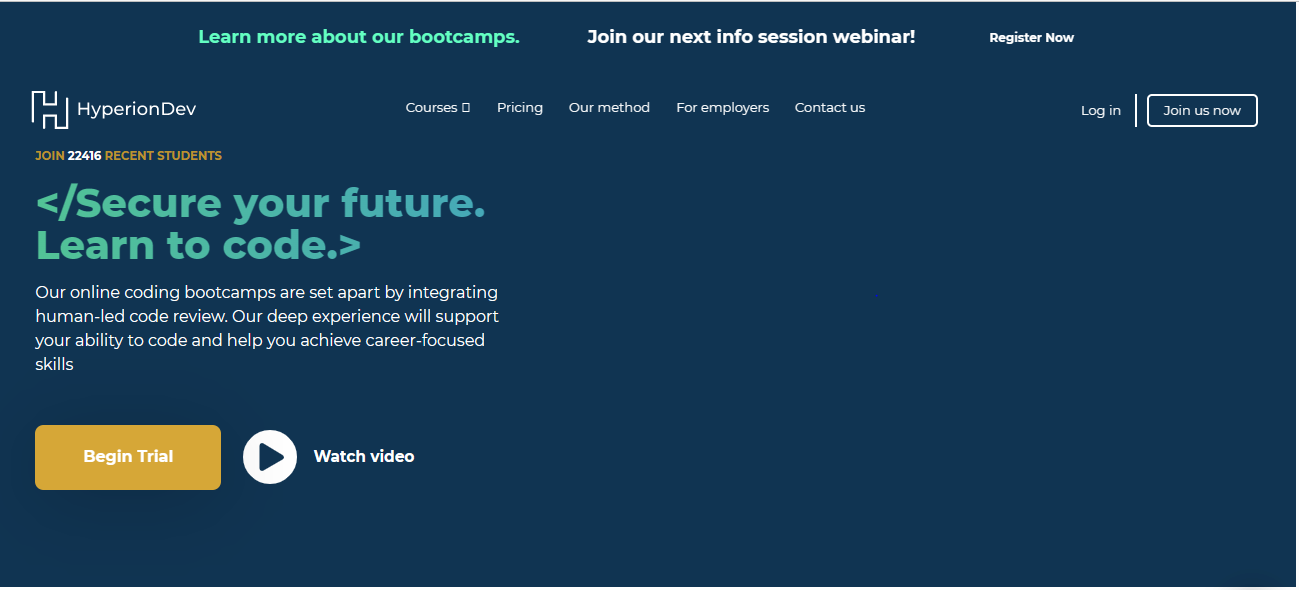 Learn more about our bootcamps. Join our next info session webinar! Register Now
HyperionDev Courses Pricing Our method For employers Contact us Log in Join us now
JOIN 22416 RECENT STUDENTS
</Secure your future.
Learn to code.>
Our online coding bootcamps are set apart by integrating
human-led code review. Our deep experience will support
your ability to code and help you achieve career-focused
skills
Begin Trial Watch video